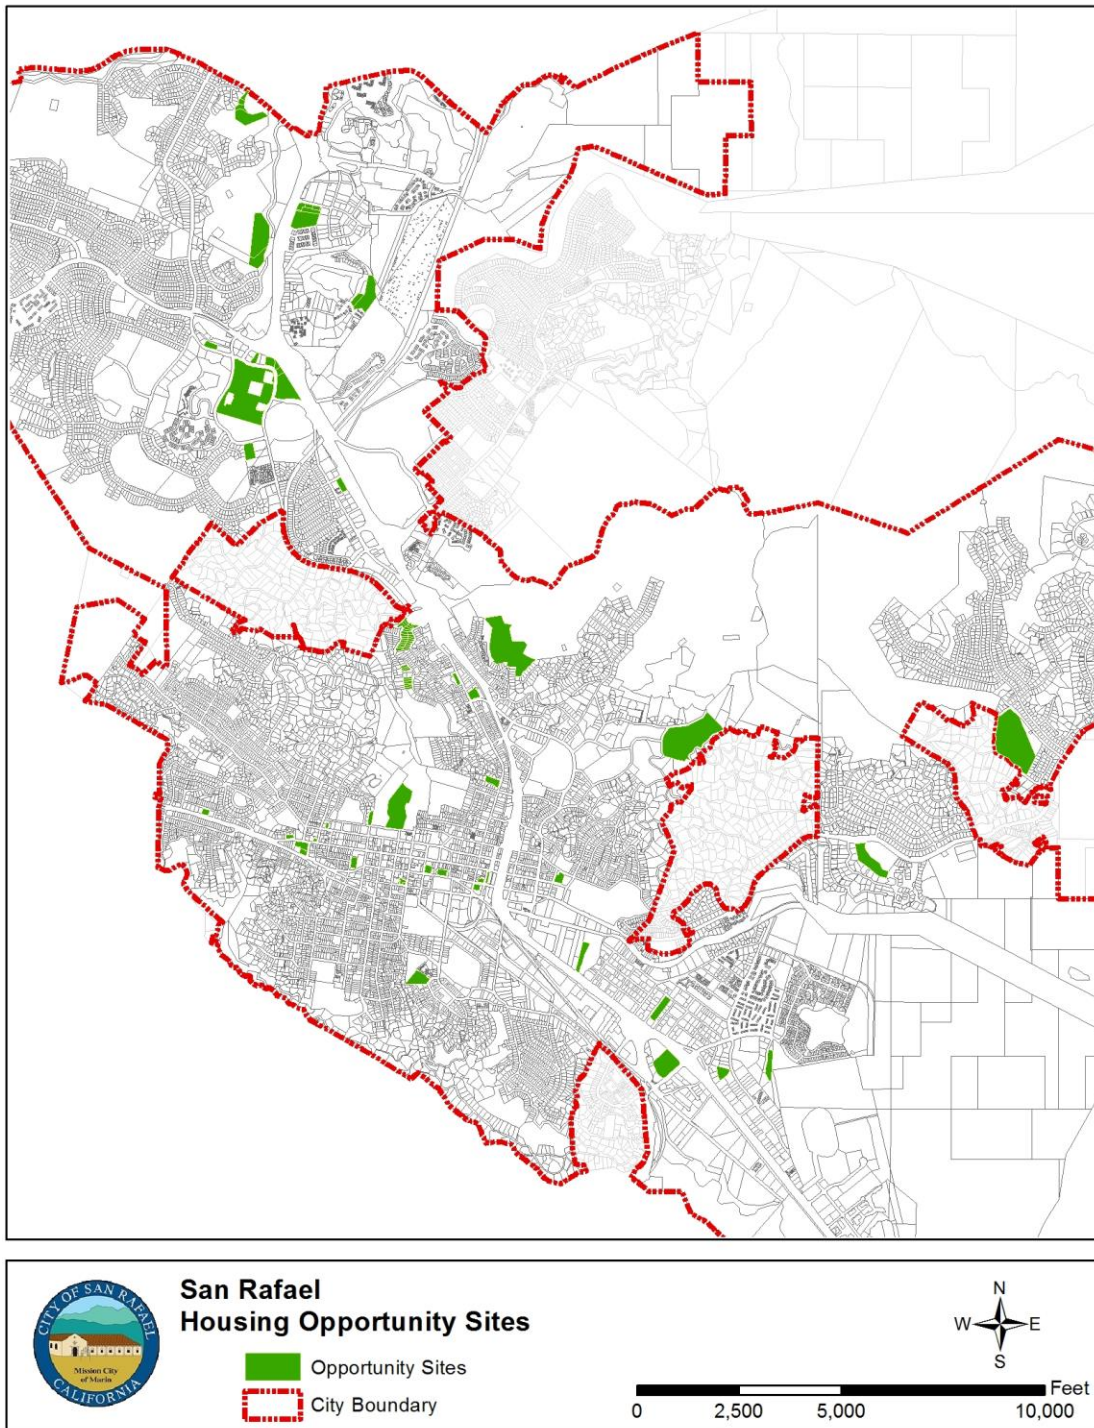 San Rafael
Housing Opportunity Sites
Opportunity Sites
City Boundary
CITY OF SAN RAFAEL
Mission City
of Marin
CALIFORNIA
N
W E
S
Feet
0 2,500 5,000 10,000